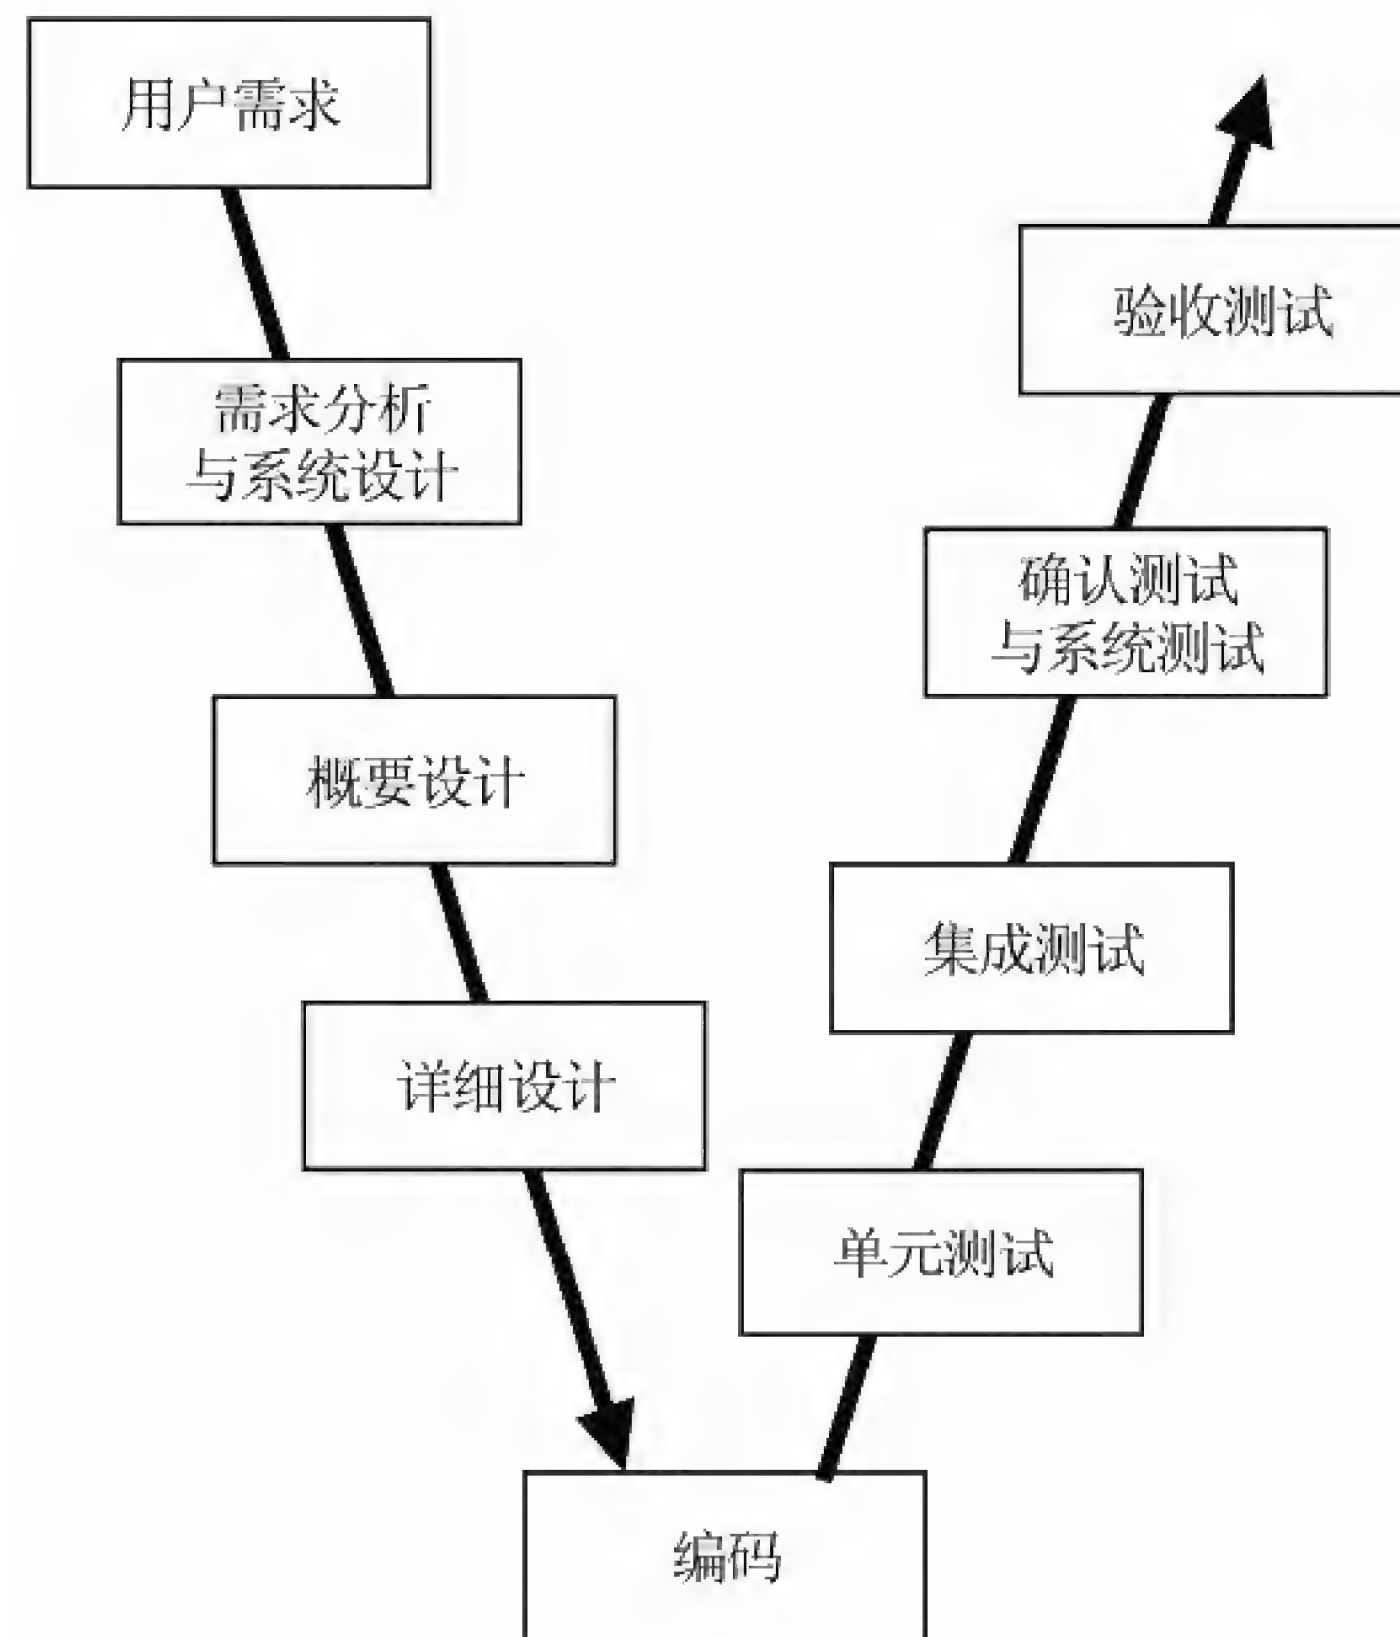 用户需求
需求分析
与系统设计
概要设计
详细设计
编码
单元测试
集成测试
确认测试
与系统测试
验收测试